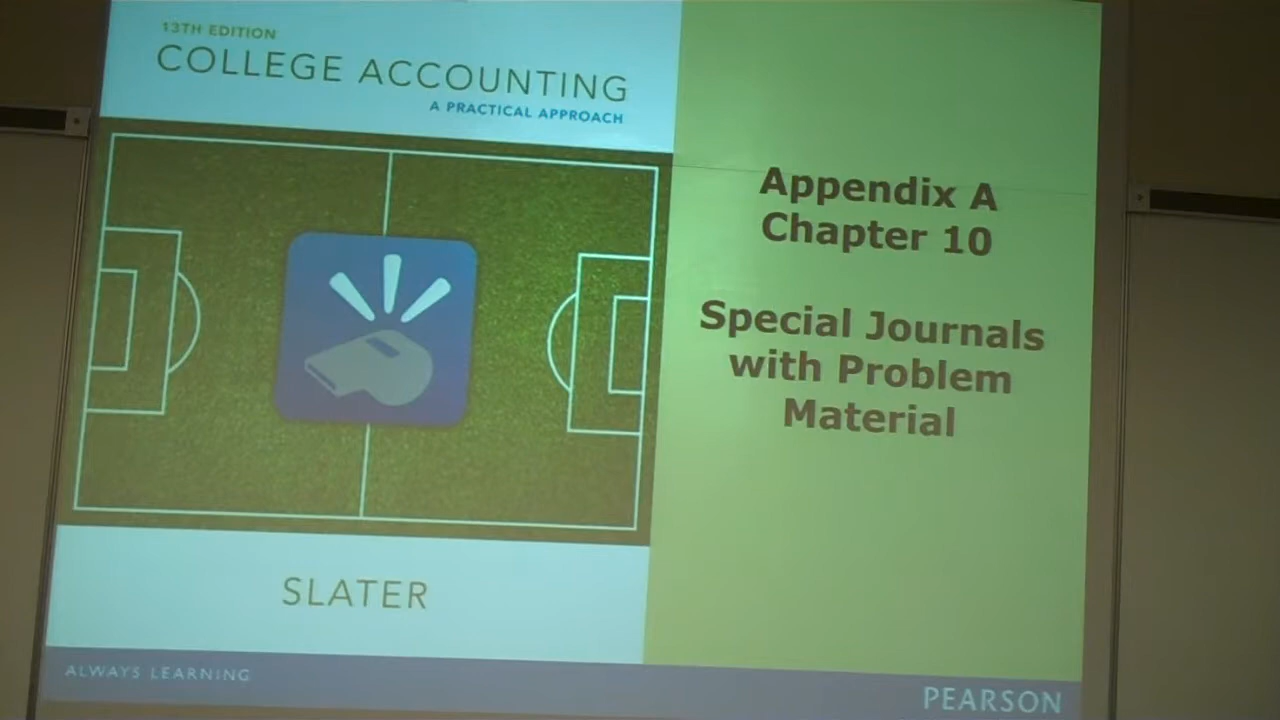 13TH EDITION
COLLEGE ACCOUNTING
A PRACTICAL APPROACH
Appendix A
Chapter 10
Special Journals
with Problem
Material
SLATER
ALWAYS LEARNING
PEARSON